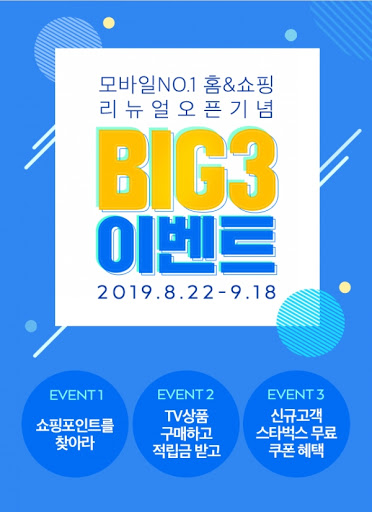 모바일NO.1 홈&쇼핑
리뉴얼오픈기념
BIG3
이벤트
2019.8.22-9.18
EVENT 1
쇼핑포인트를
찾아라
EVENT 2
TV상품
구매하고
적립금 받고
EVENT 3
신규고객
스타벅스 무료
쿠폰 혜택